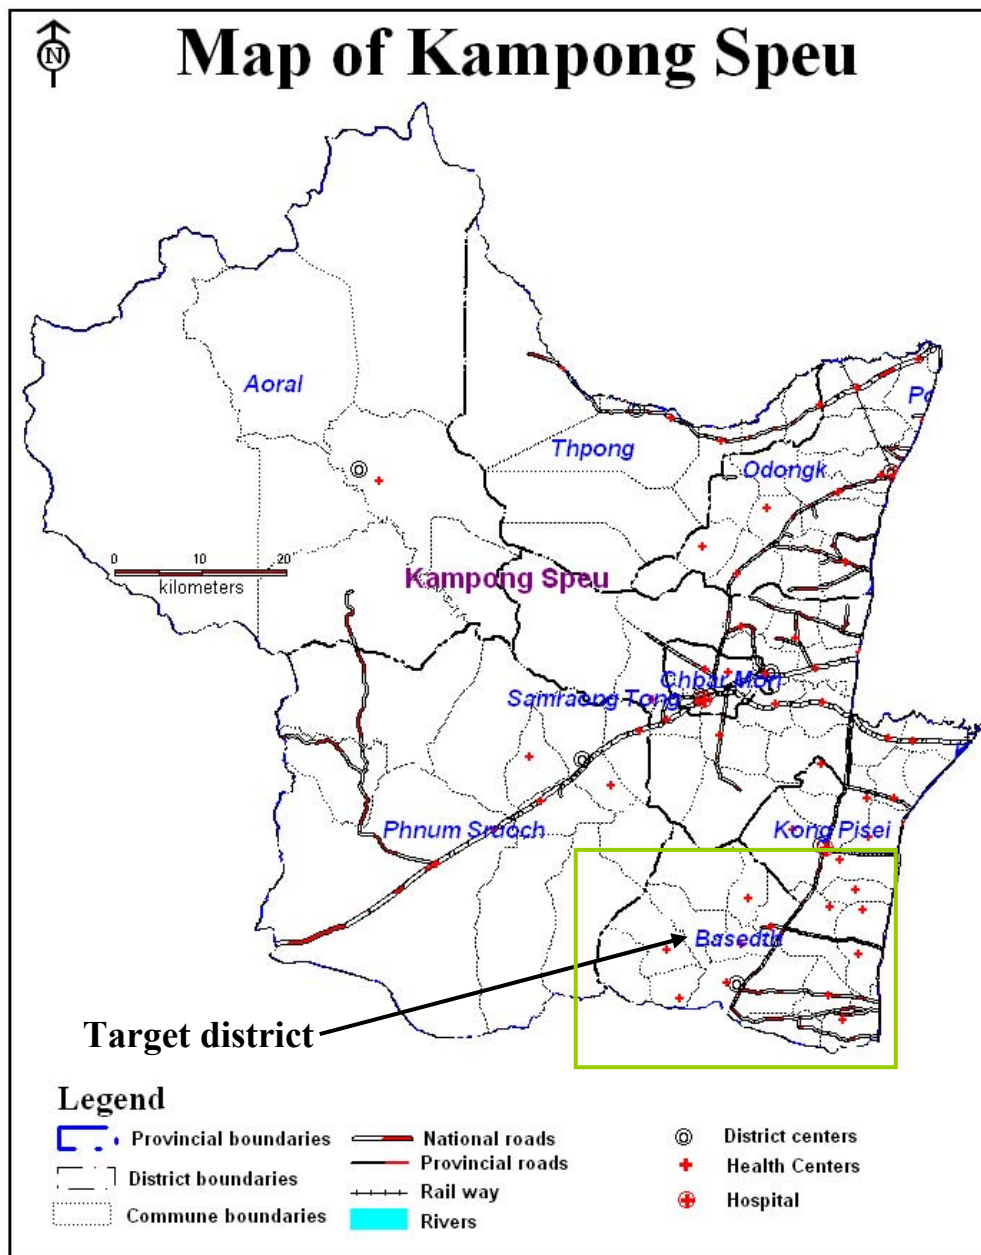 N
Map of Kampong Speu
Aoral
Thpong
Odongk
0 10 20
kilometers
Kampong Speu
Chbar Mon
Samraong Tong
Phnum Sruoch
Kong Pisei
Basedth
Target district
Legend
Provincial boundaries
District boundaries
Commune boundaries
National roads
Provincial roads
Rail way
Rivers
District centers
Health Centers
Hospital